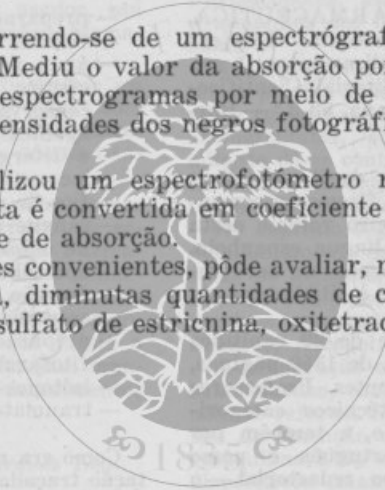 rrendo-se de um espectrógraf
Mediu o valor da absorção po
espectrogramas por meio de
ensidades dos negros fotográfi
lizou um espectrofotómetro
ta é convertida em coeficiente
e de absorção.
es convenientes, pôde avaliar,
diminutas quantidades de
sulfato de estricnina, oxitetrac